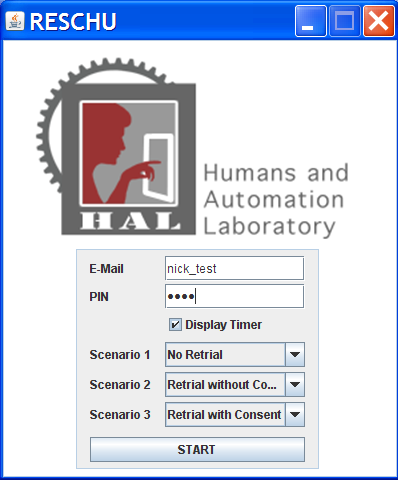 RESCHU
HAL
Humans and
Automation
Laboratory
E-Mail nick_test
PIN ••••
Display Timer
Scenario 1 No Retrial
Scenario 2 Retrial without Co...
Scenario 3 Retrial with Consent
START